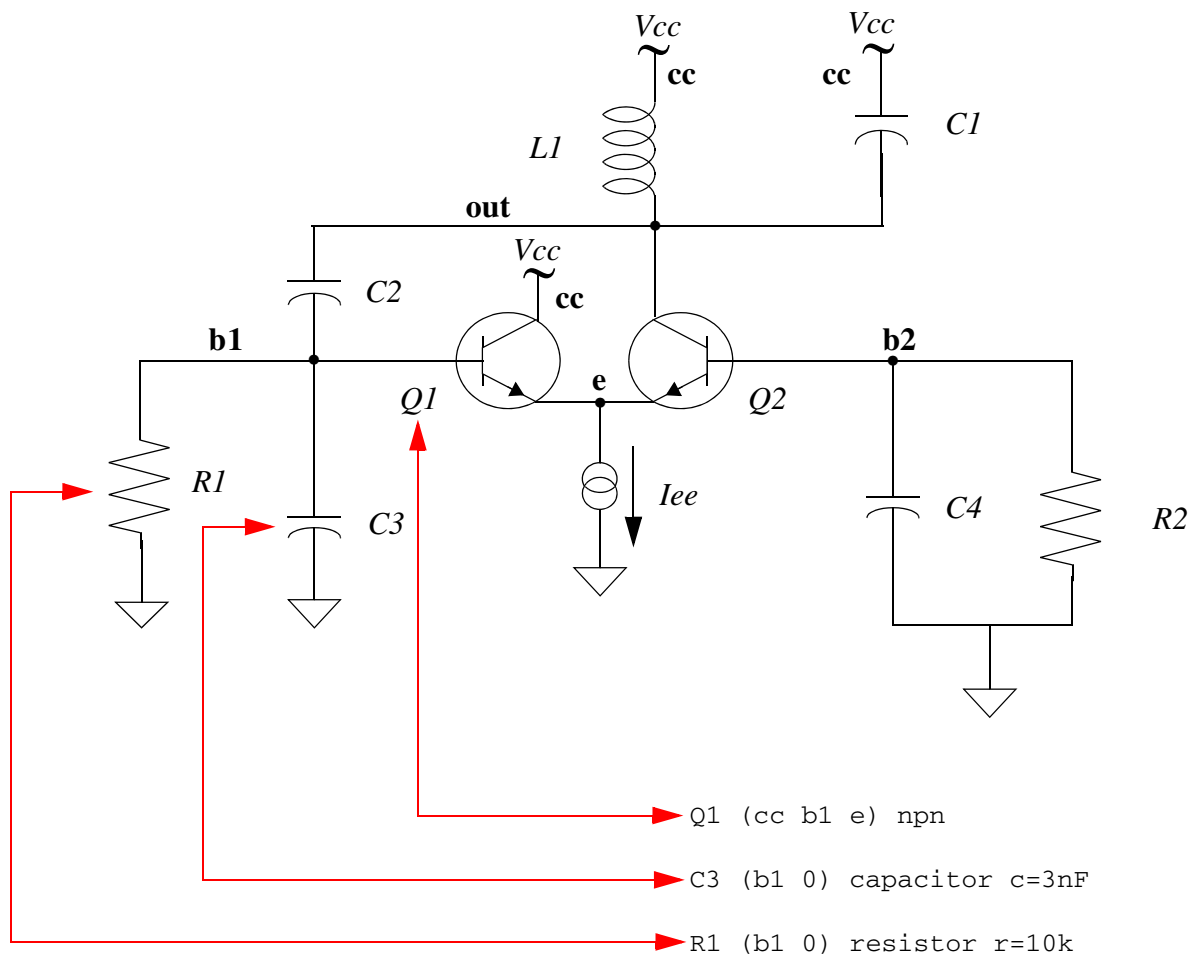 Vcc
Vcc
cc
cc
C1
L1
out
Vcc
C2
cc
b1
b2
e
Q1
Q2
R1
Iee
C3
C4
R2
Q1 (cc b1 e) npn
C3 (b1 0) capacitor c=3nF
R1 (b1 0) resistor r=10k